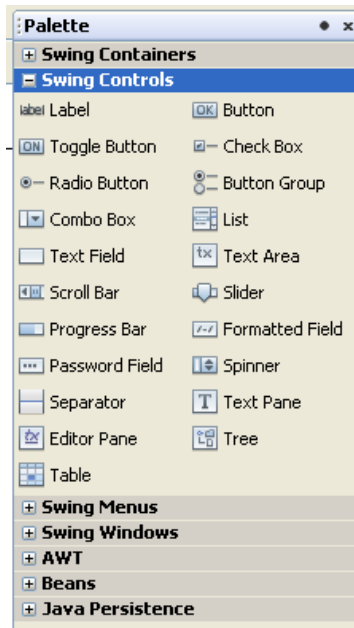 Palette
Swing Containers
Swing Controls
label Label
OK Button
ON Toggle Button
Check Box
Radio Button
Button Group
Combo Box
List
Text Field
tx Text Area
Scroll Bar
Slider
Progress Bar
Formatted Field
Password Field
Spinner
Separator
T Text Pane
Editor Pane
Tree
Table
Swing Menus
Swing Windows
AWT
Beans
Java Persistence